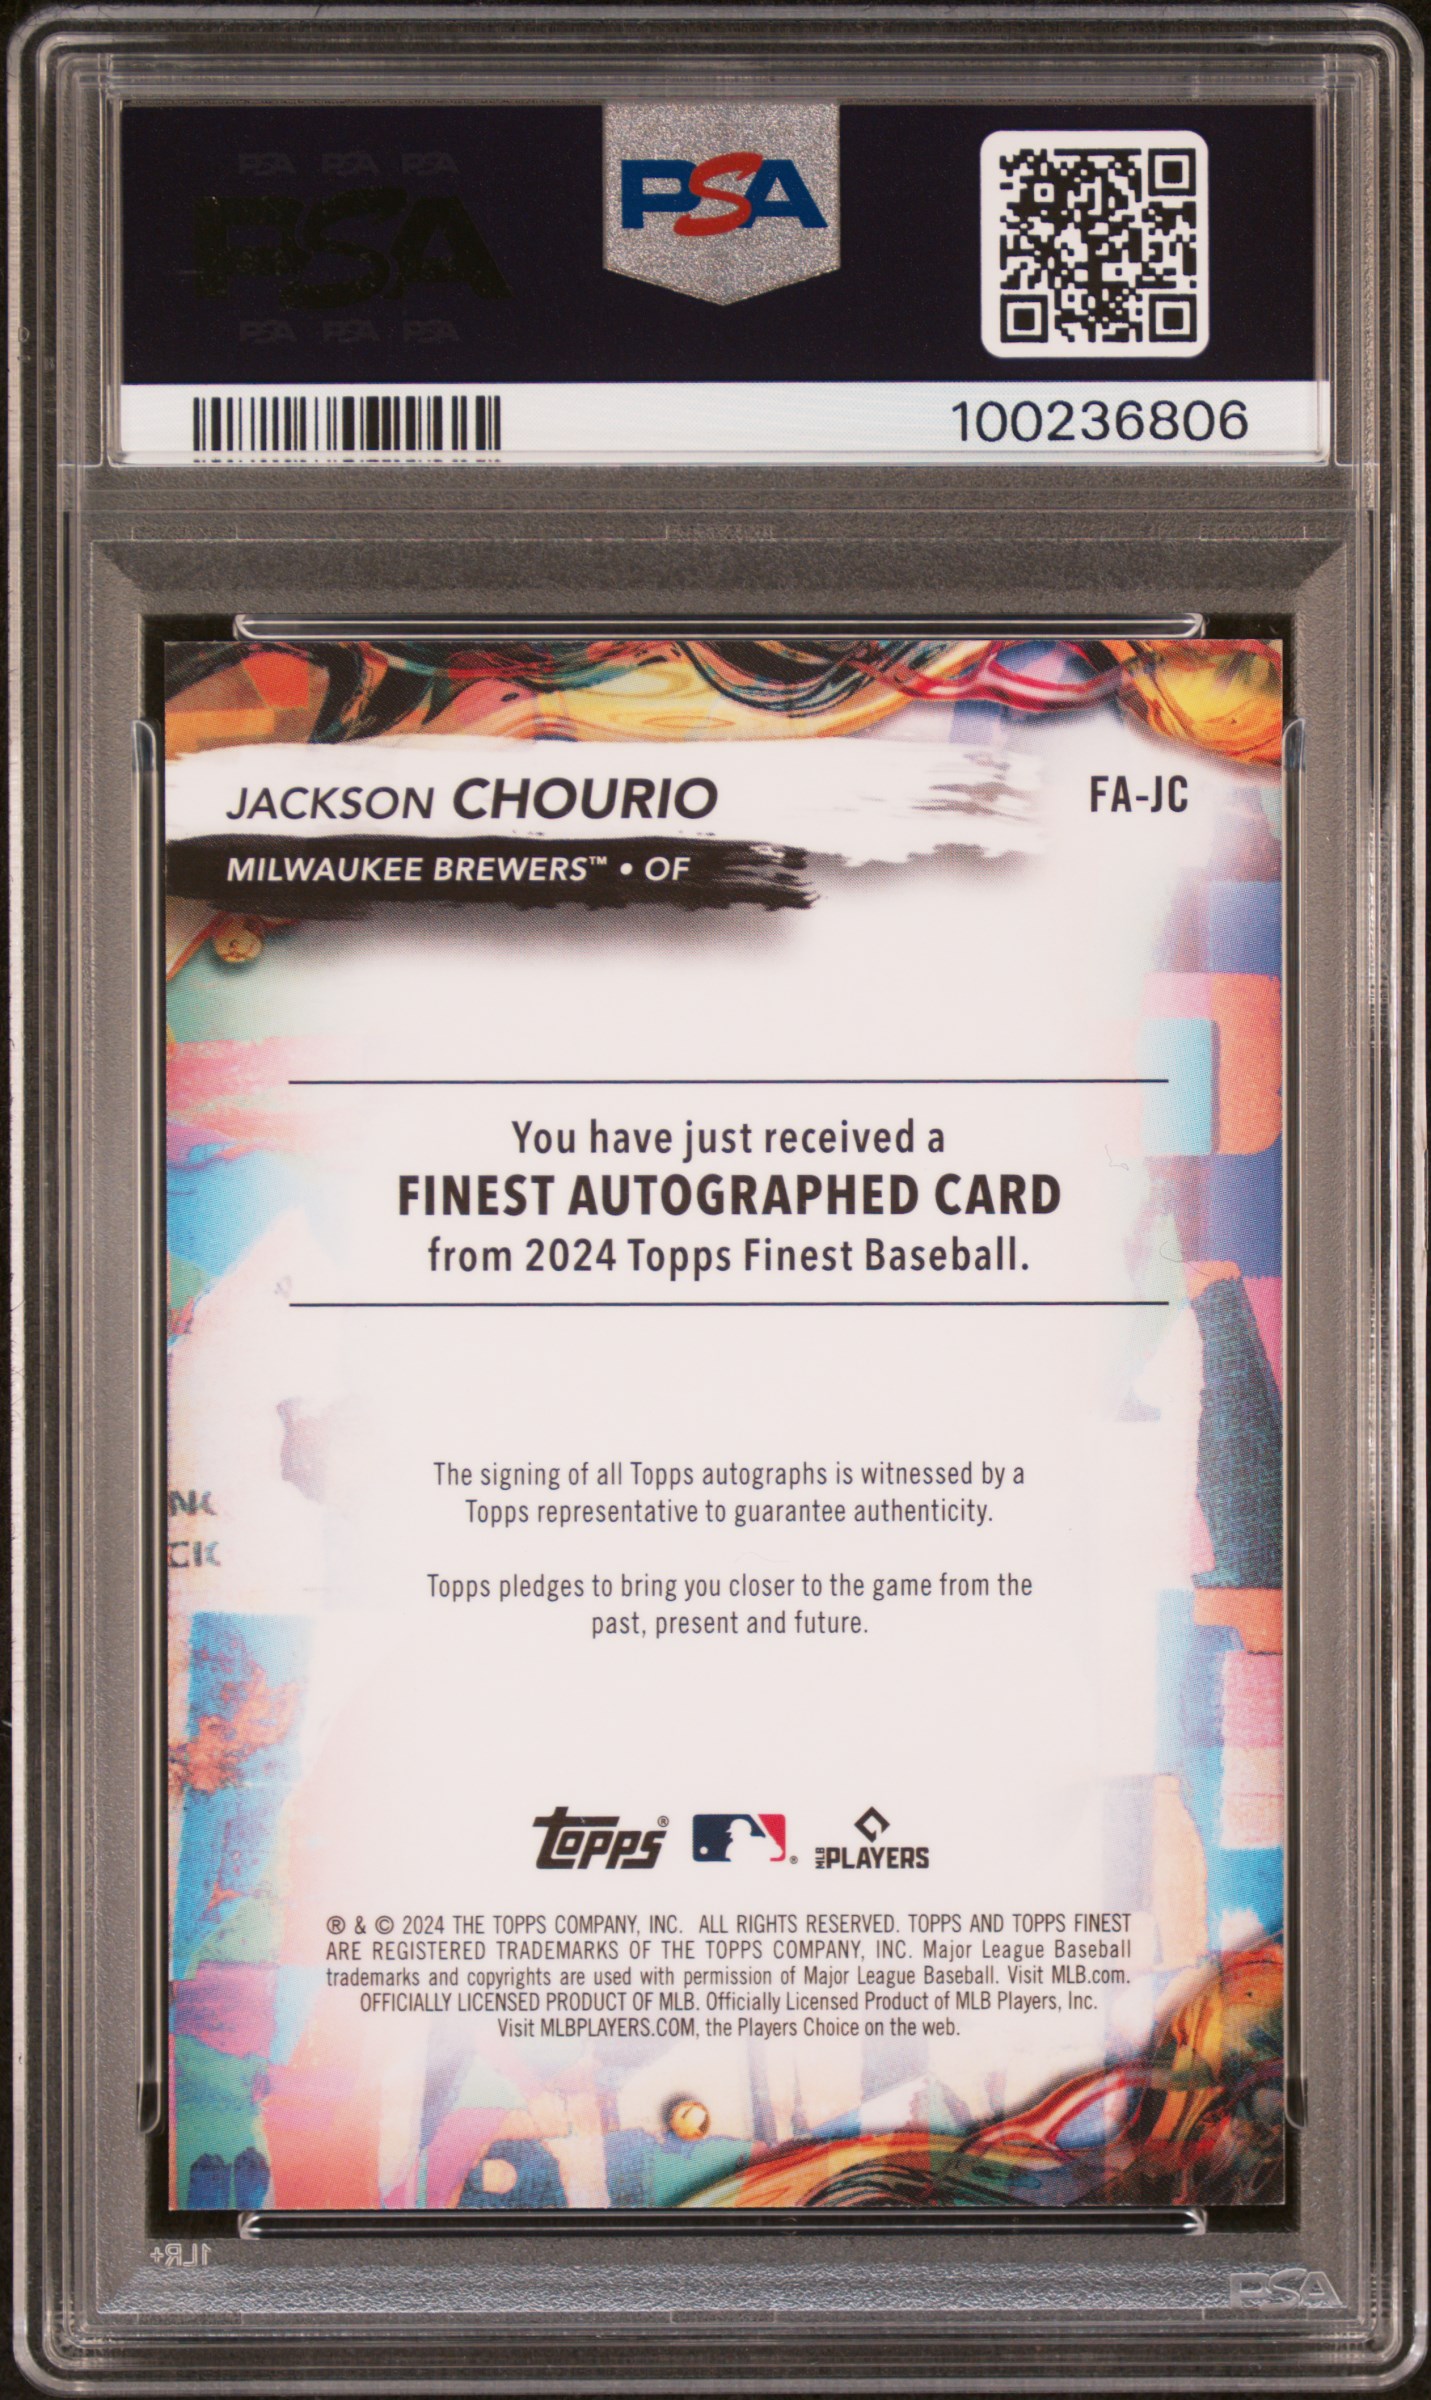 PSA PSA PSA
PSA
PSA PSA PSA
PSA
100236806
JACKSON CHOURIO
FA-JC
MILWAUKEE BREWERS™ • OF
You have just received a
FINEST AUTOGRAPHED CARD
from 2024 Topps Finest Baseball.
NK
CK
The signing of all Topps autographs is witnessed by a
Topps representative to guarantee authenticity.
Topps pledges to bring you closer to the game from the
past, present and future.
Topps®
®
MLB PLAYERS
® & © 2024 THE TOPPS COMPANY, INC. ALL RIGHTS RESERVED. TOPPS AND TOPPS FINEST
ARE REGISTERED TRADEMARKS OF THE TOPPS COMPANY, INC. Major League Baseball
trademarks and copyrights are used with permission of Major League Baseball. Visit MLB.com.
OFFICIALLY LICENSED PRODUCT OF MLB. Officially Licensed Product of MLB Players, Inc.
Visit MLBPLAYERS.COM, the Players Choice on the web.
1LR+
PSA